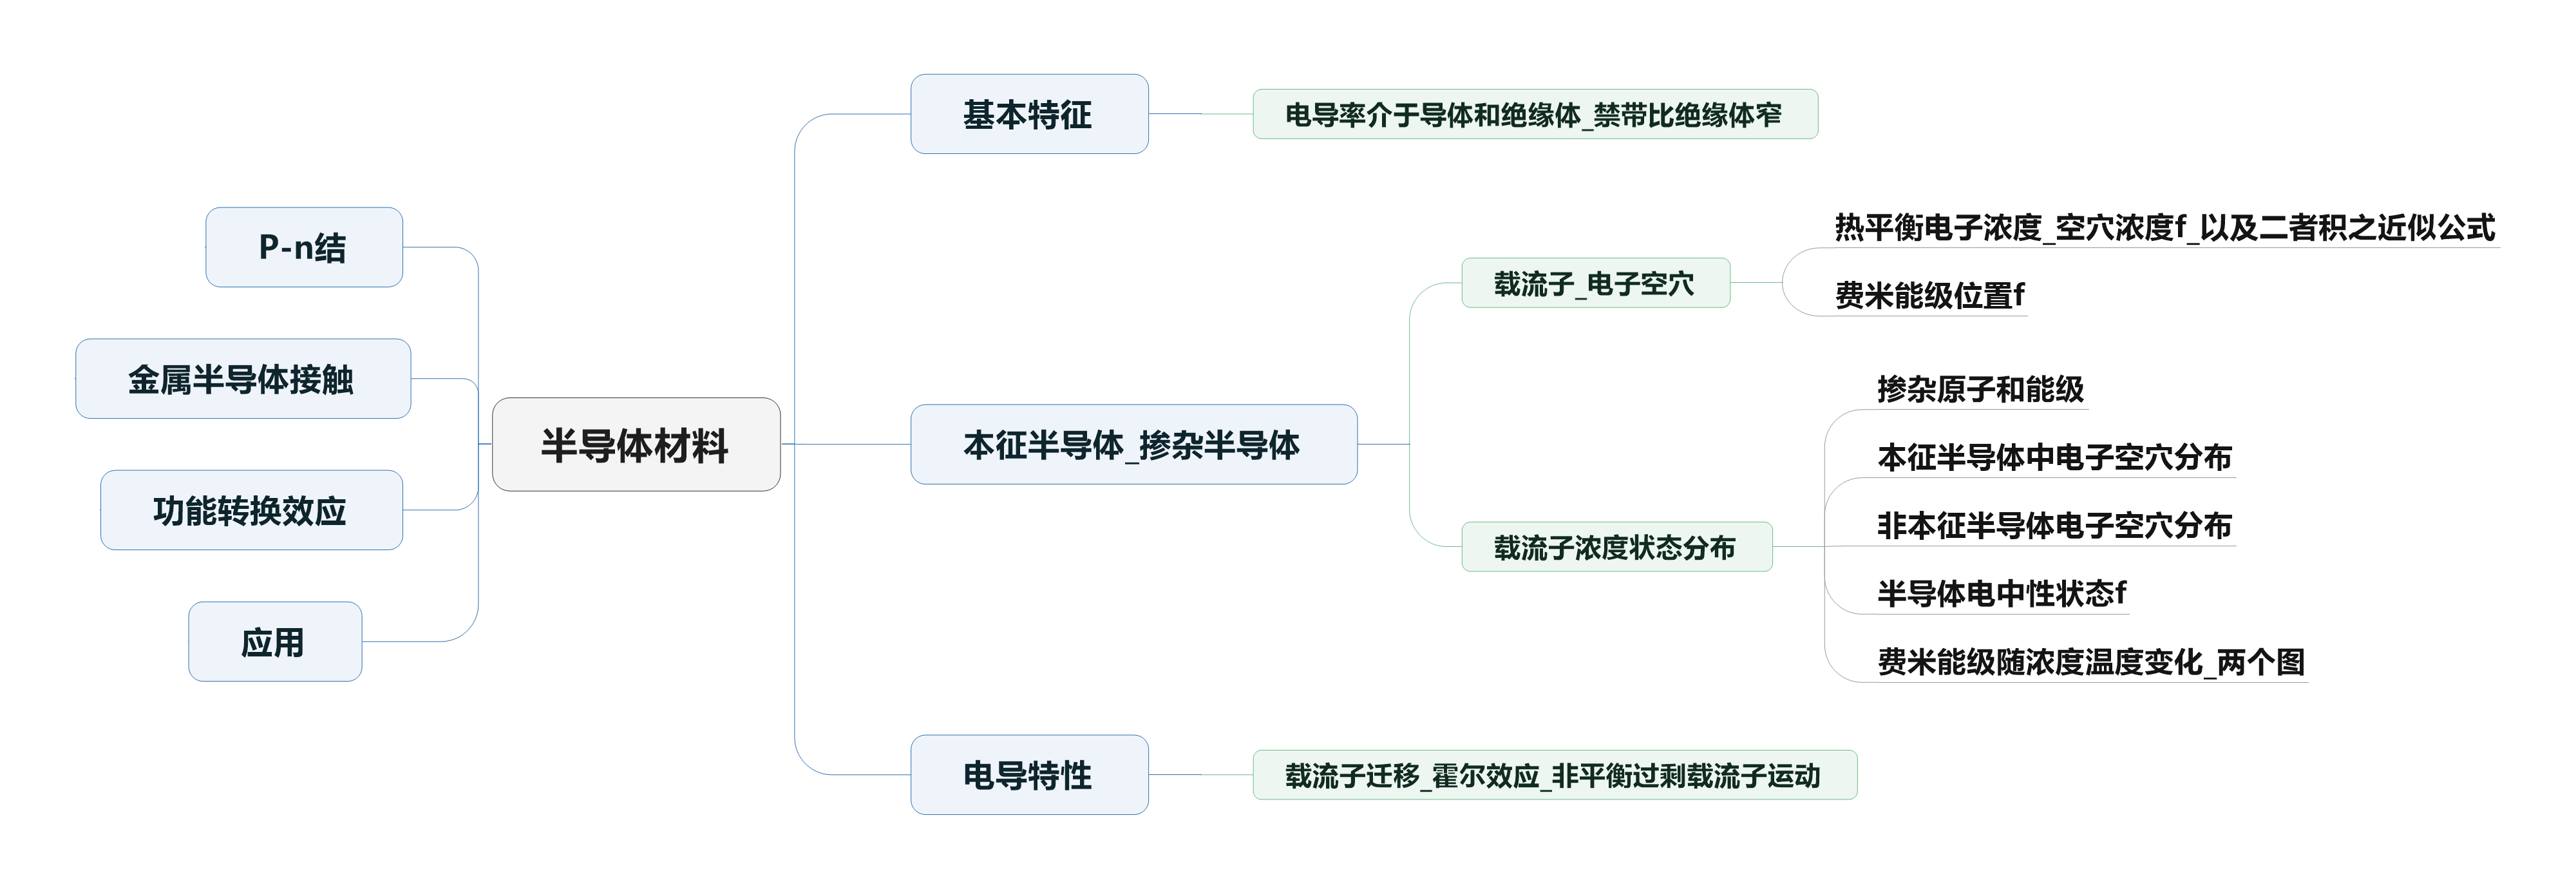 基本特征
电导率介于导体和绝缘体_禁带比绝缘体窄
P-n结
热平衡电子浓度_空穴浓度f_以及二者积之近似公式
载流子_电子空穴
费米能级位置f
金属半导体接触
掺杂原子和能级
半导体材料
本征半导体_掺杂半导体
本征半导体中电子空穴分布
功能转换效应
非本征半导体电子空穴分布
载流子浓度状态分布
半导体电中性状态f
应用
费米能级随浓度温度变化_两个图
电导特性
载流子迁移_霍尔效应_非平衡过剩载流子运动